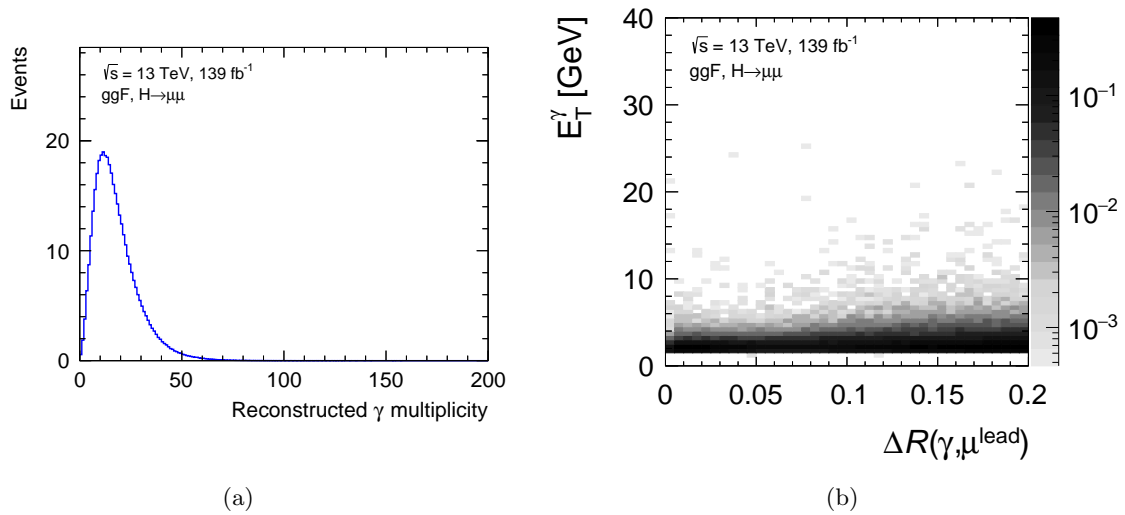 Events
√s = 13 TeV, 139 fb⁻¹
ggF, H→μμ
20
10
0
0 50 100 150 200
Reconstructed γ multiplicity
(a)
E_T^γ [GeV]
√s = 13 TeV, 139 fb⁻¹
ggF, H→μμ
40
30
20
10
0
0 0.05 0.1 0.15 0.2
ΔR(γ,μ^lead)
10⁻¹
10⁻²
10⁻³
(b)